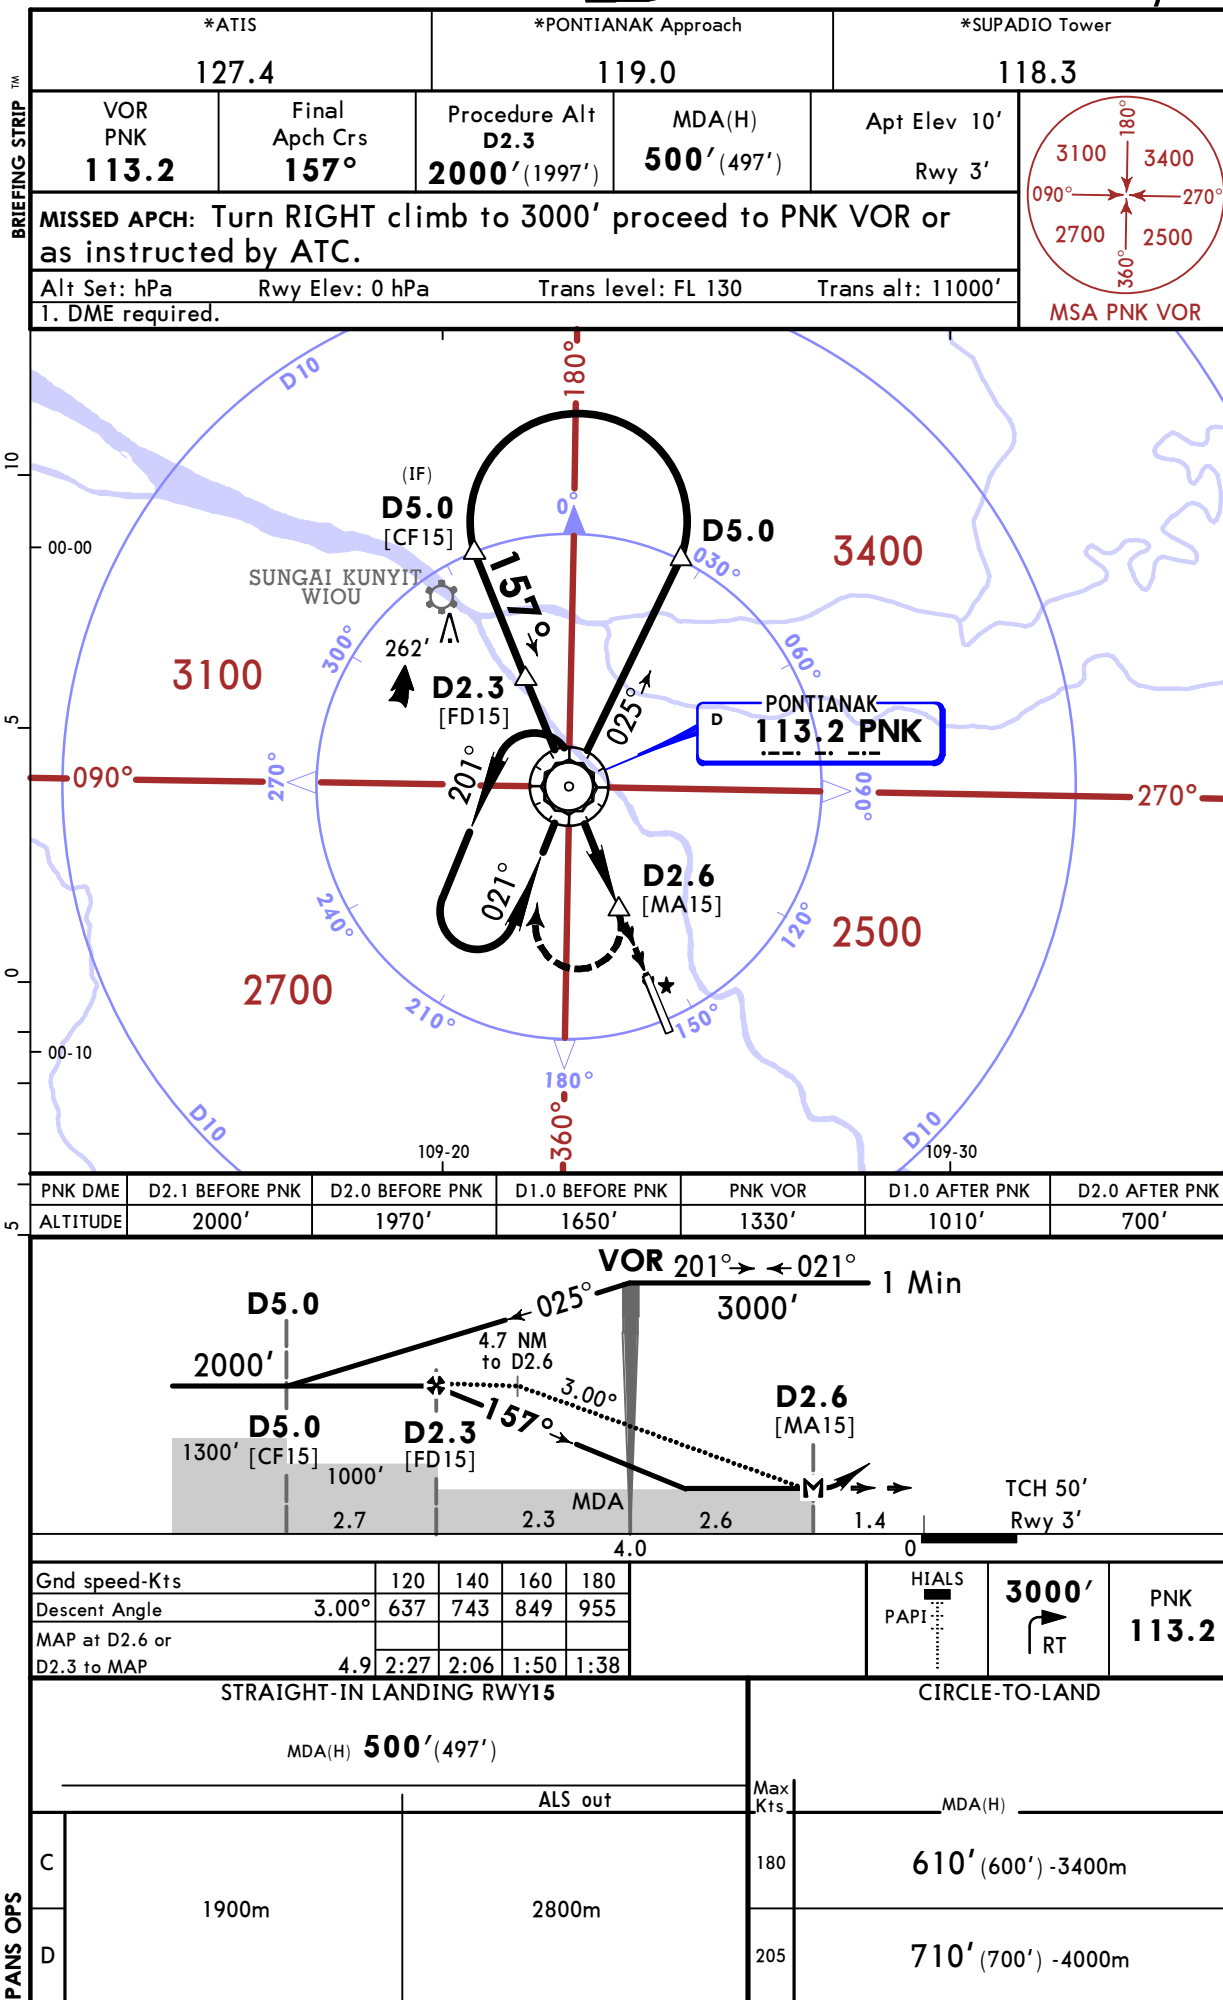 *ATIS
127.4
*PONTIANAK Approach
119.0
*SUPADIO Tower
118.3
BRIEFING STRIP TM
VOR
PNK
113.2
Final
Apch Crs
157°
Procedure Alt
D2.3
2000'(1997')
MDA(H)
500'(497')
Apt Elev 10'
Rwy 3'
MISSED APCH: Turn RIGHT climb to 3000' proceed to PNK VOR or
as instructed by ATC.
Alt Set: hPa Rwy Elev: 0 hPa Trans level: FL 130 Trans alt: 11000'
1. DME required.
180°
3100 3400
090° 270°
2700 2500
360°
MSA PNK VOR
D10
180°
10
(IF)
D5.0
[CF15]
0°
D5.0
030°
3400
00-00
SUNGAI KUNYIT
WIOU
157°
300°
262'
060°
3100
D2.3
[FD15]
025°
PONTIANAK
D 113.2 PNK
5
201°
090°
270°
090°
270°
021°
D2.6
[MA15]
240°
120°
2500
0
2700
210°
150°
00-10
180°
D10
360°
D10
109-20
109-30
5
PNK DME D2.1 BEFORE PNK D2.0 BEFORE PNK D1.0 BEFORE PNK PNK VOR D1.0 AFTER PNK D2.0 AFTER PNK
ALTITUDE 2000' 1970' 1650' 1330' 1010' 700'
VOR 201° 021°
1 Min
3000'
025°
D5.0
4.7 NM
to D2.6
2000'
3.00°
157°
D2.6
[MA15]
D5.0
[CF15]
D2.3
[FD15]
1300'
1000'
MDA
TCH 50'
Rwy 3'
2.7 2.3 2.6 1.4
4.0 0
Gnd speed-Kts 120 140 160 180
Descent Angle 3.00° 637 743 849 955
MAP at D2.6 or
D2.3 to MAP 4.9 2:27 2:06 1:50 1:38
HIALS
PAPI
3000'
RT
PNK
113.2
STRAIGHT-IN LANDING RWY15
MDA(H) 500'(497')
ALS out
CIRCLE-TO-LAND
Max
Kts
MDA(H)
C
1900m
2800m
180
610'(600') -3400m
D
205
710'(700') -4000m
PANS OPS